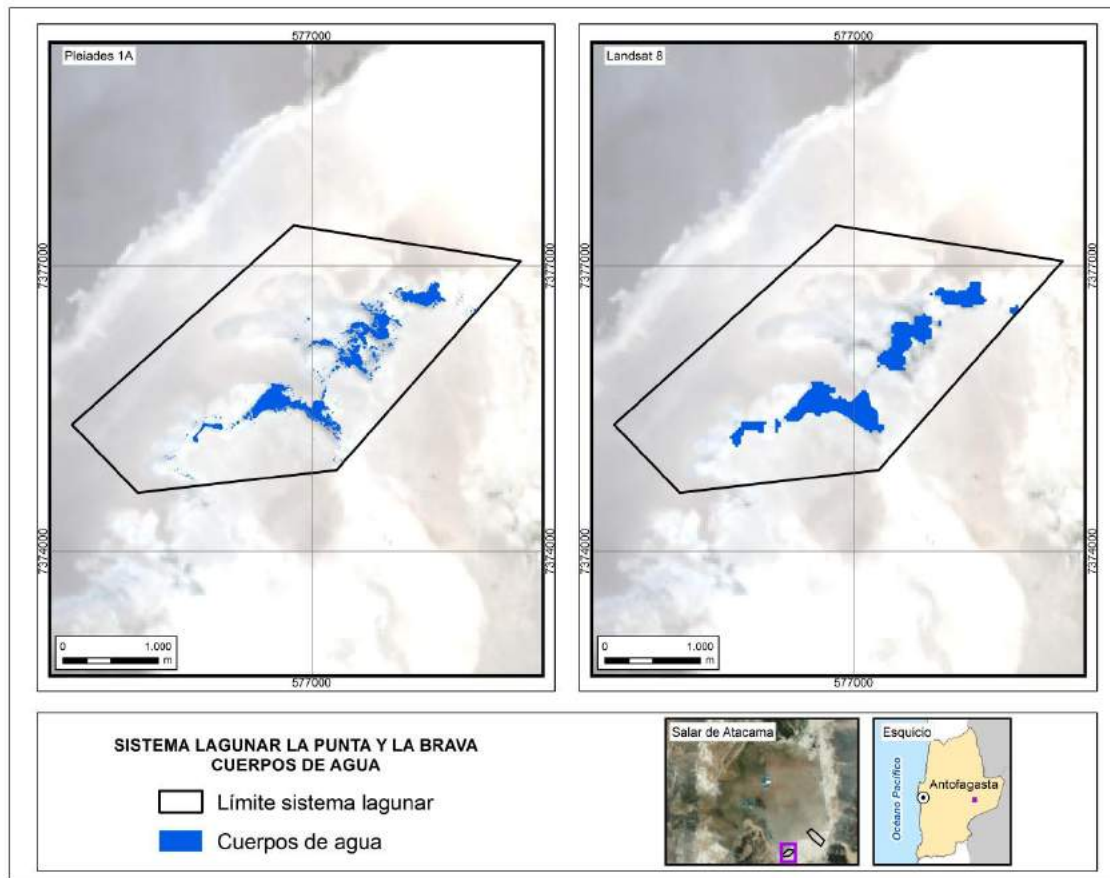 Pleiades 1A
577000
7377000
7377000
7374000
7374000
0 1.000
m
577000
Landsat 8
577000
7377000
7377000
7374000
7374000
0 1.000
m
577000
SISTEMA LAGUNAR LA PUNTA Y LA BRAVA
CUERPOS DE AGUA
Límite sistema lagunar
Cuerpos de agua
Salar de Atacama
Esquicio
Océano Pacífico
Antofagasta